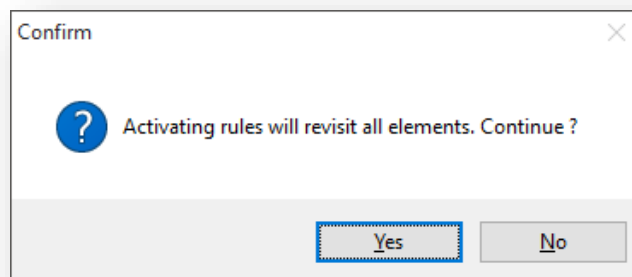 Confirm
Activating rules will revisit all elements. Continue ?
Yes
No